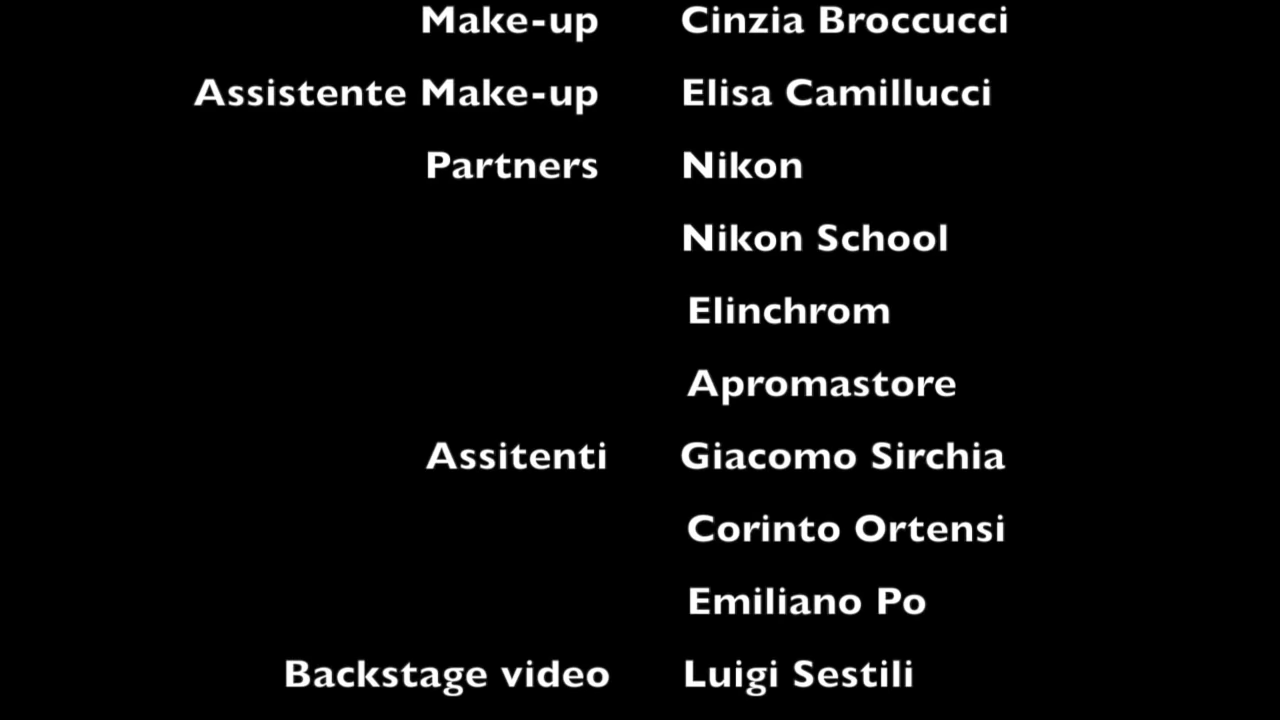 Make-up Cinzia Broccucci
Assistente Make-up Elisa Camillucci
Partners Nikon
Nikon School
Elinchrom
Apromastore
Assitenti Giacomo Sirchia
Corinto Ortensi
Emiliano Po
Backstage video Luigi Sestili